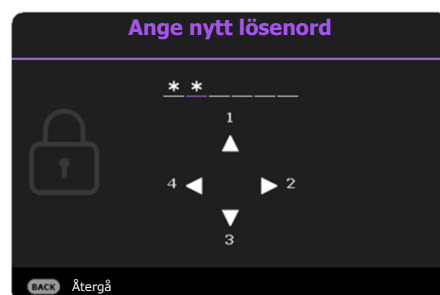 Ange nytt lösenord
* * _ _ _ _
1
4 2
3
BACK Återgå